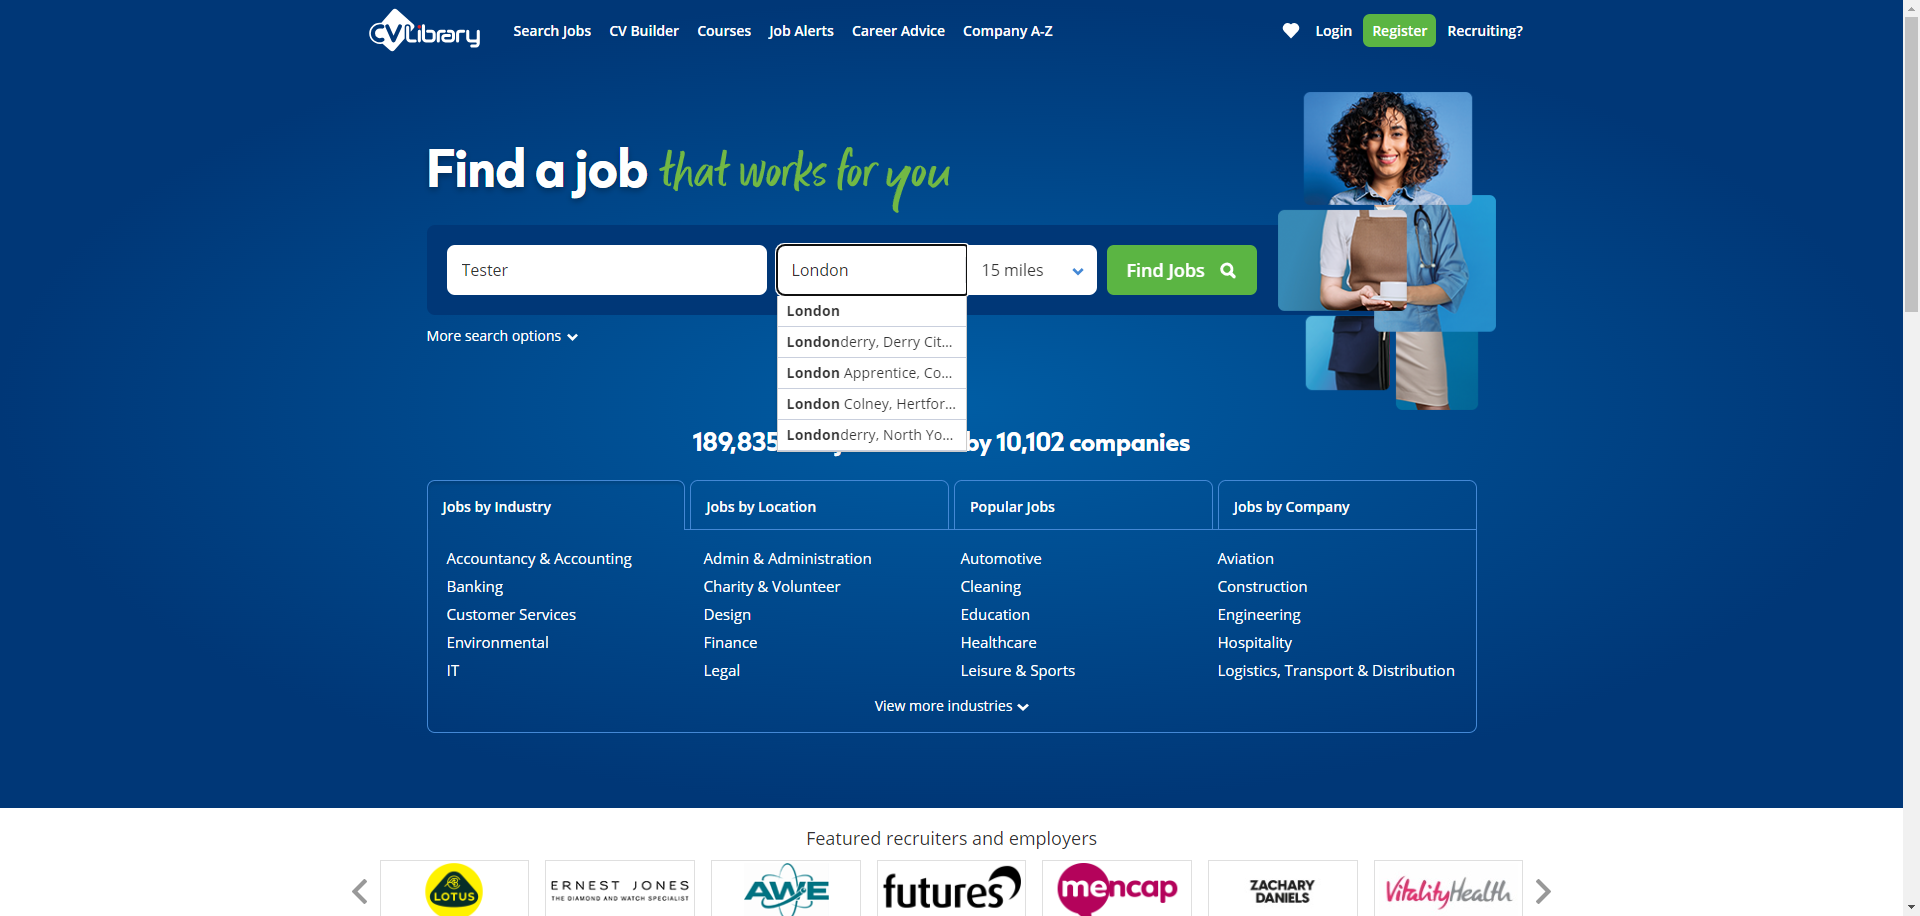 CVLibrary
Search Jobs CV Builder Courses Job Alerts Career Advice Company A-Z
Login Register Recruiting?
Find a job that works for you
Tester London 15 miles Find Jobs
London
Londonderry, Derry Cit...
London Apprentice, Co...
London Colney, Hertfor...
Londonderry, North Yo...
More search options
189,835 by 10,102 companies
Jobs by Industry Jobs by Location Popular Jobs Jobs by Company
Accountancy & Accounting Admin & Administration Automotive Aviation
Banking Charity & Volunteer Cleaning Construction
Customer Services Design Education Engineering
Environmental Finance Healthcare Hospitality
IT Legal Leisure & Sports Logistics, Transport & Distribution
View more industries
Featured recruiters and employers
LOTUS
ERNEST JONES
THE DIAMOND AND WATCH SPECIALIST
AWE
futures
mencap
ZACHARY
DANIELS
VitalityHealth